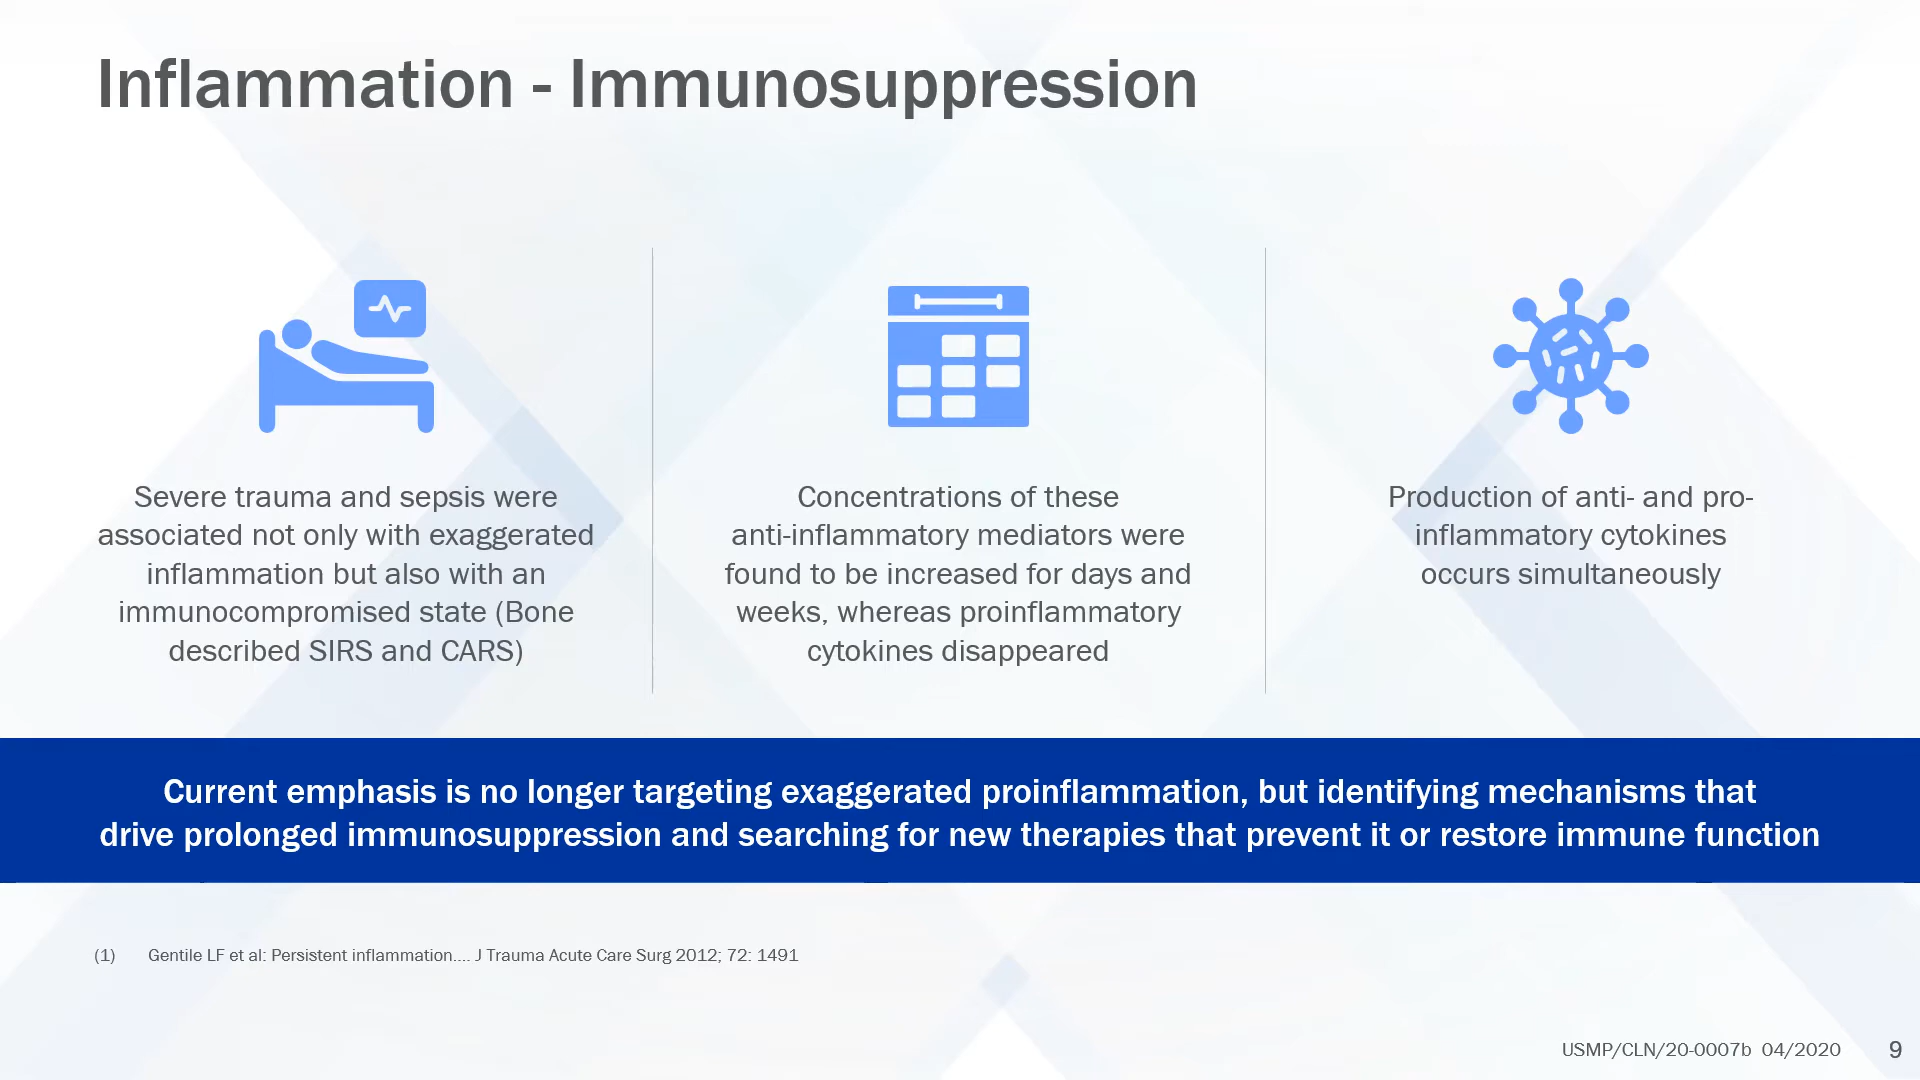 Inflammation - Immunosuppression
Severe trauma and sepsis were
associated not only with exaggerated
inflammation but also with an
immunocompromised state (Bone
described SIRS and CARS)
Concentrations of these
anti-inflammatory mediators were
found to be increased for days and
weeks, whereas proinflammatory
cytokines disappeared
Production of anti- and pro-
inflammatory cytokines
occurs simultaneously
Current emphasis is no longer targeting exaggerated proinflammation, but identifying mechanisms that
drive prolonged immunosuppression and searching for new therapies that prevent it or restore immune function
(1) Gentile LF et al: Persistent inflammation.... J Trauma Acute Care Surg 2012; 72: 1491
USMP/CLN/20-0007b 04/2020 9